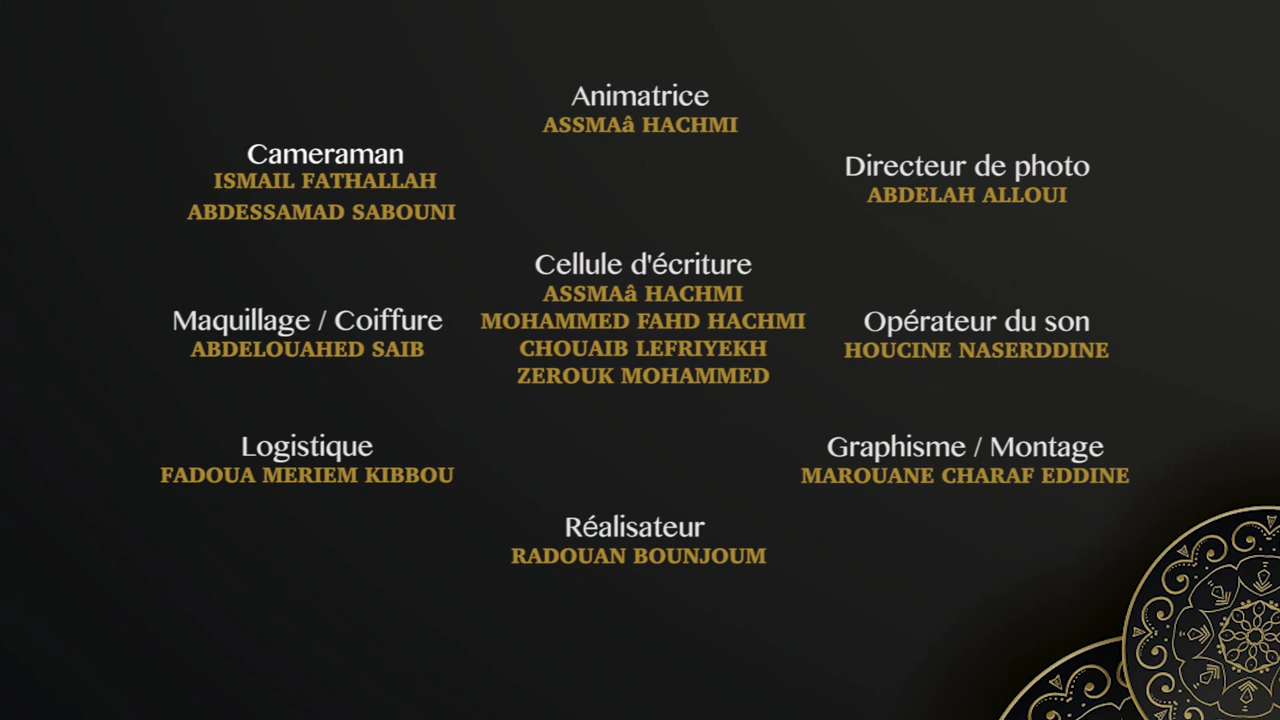 Animatrice
ASSMAâ HACHMI
Cameraman
ISMAIL FATHALLAH
ABDESSAMAD SABOUNI
Directeur de photo
ABDELAH ALLOUI
Cellule d'écriture
ASSMAâ HACHMI
MOHAMMED FAHD HACHMI
CHOUAIB LEFRIYEKH
ZEROUK MOHAMMED
Maquillage / Coiffure
ABDELOUAHED SAIB
Opérateur du son
HOUCINE NASERDDINE
Logistique
FADOUA MERIEM KIBBOU
Graphisme / Montage
MAROUANE CHARAF EDDINE
Réalisateur
RADOUAN BOUNJOUM